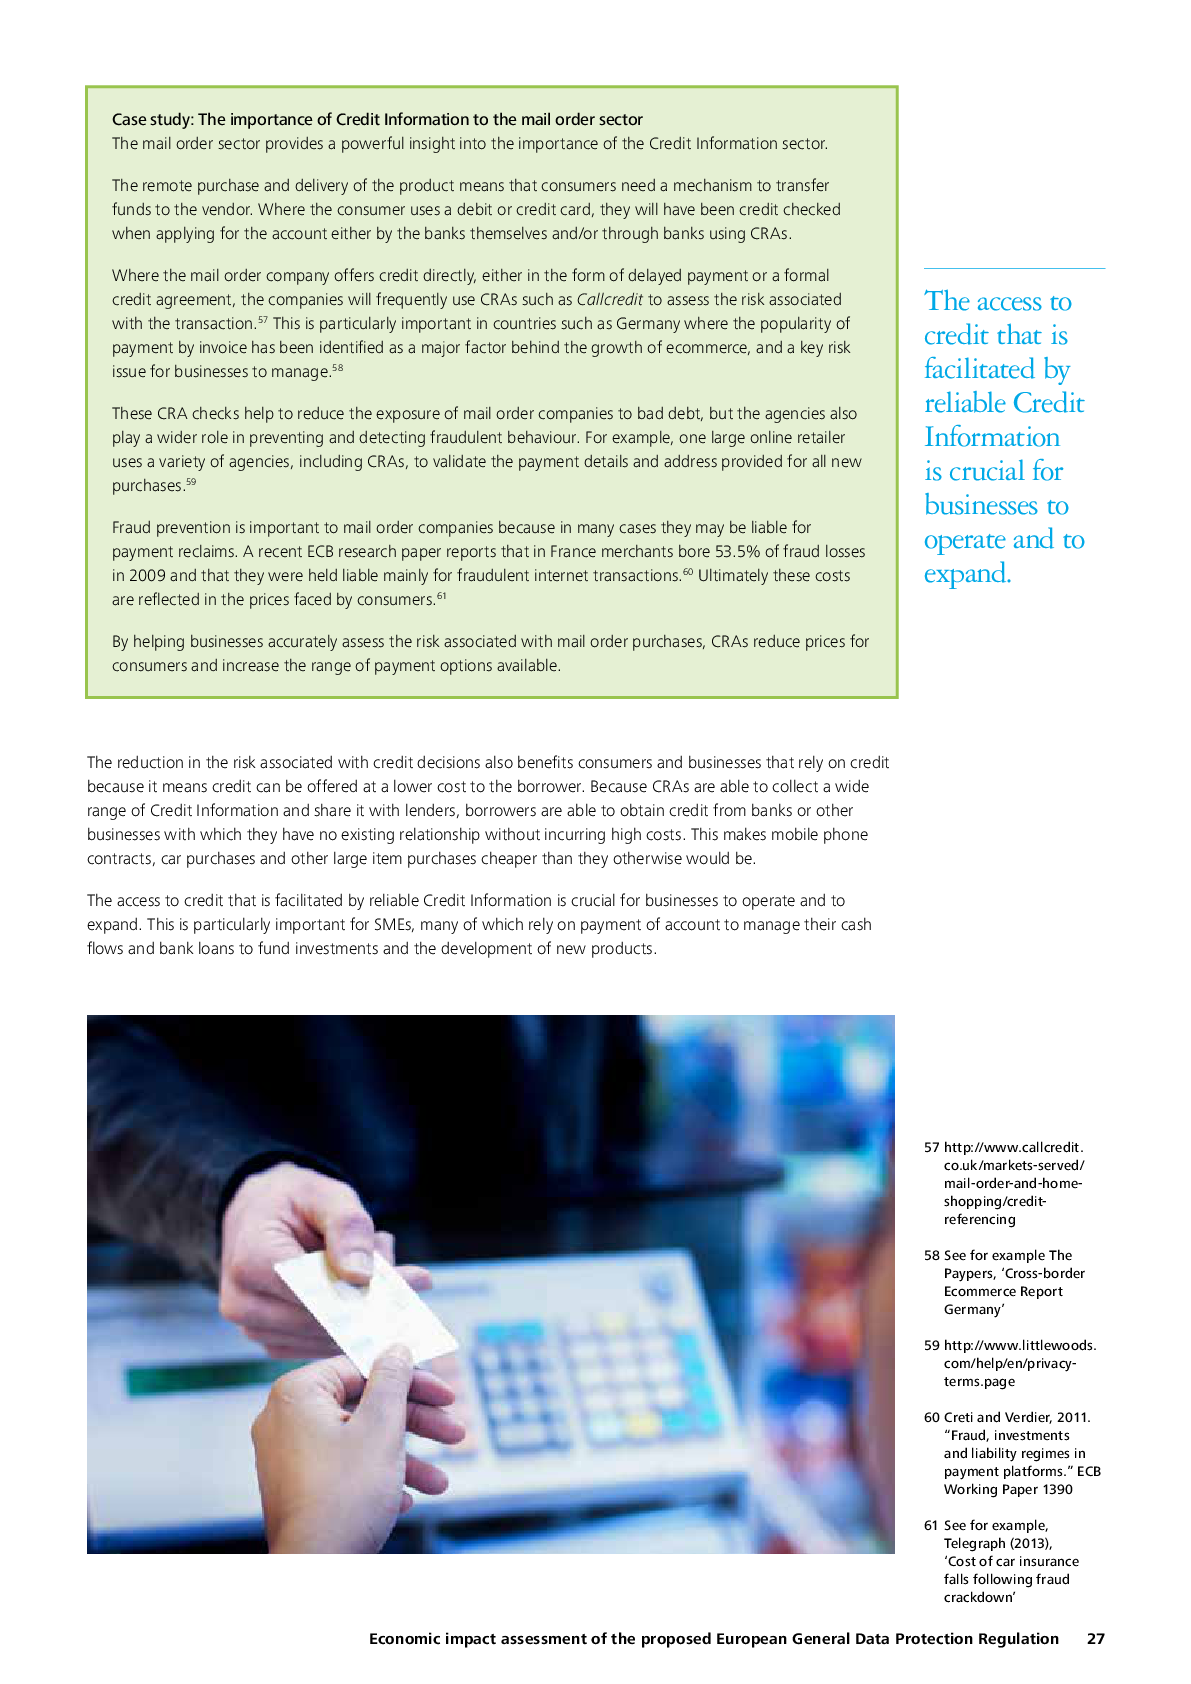 Case study: The importance of Credit Information to the mail order sector
The mail order sector provides a powerful insight into the importance of the Credit Information sector.
The remote purchase and delivery of the product means that consumers need a mechanism to transfer
funds to the vendor. Where the consumer uses a debit or credit card, they will have been credit checked
when applying for the account either by the banks themselves and/or through banks using CRAs.
Where the mail order company offers credit directly, either in the form of delayed payment or a formal
credit agreement, the companies will frequently use CRAs such as Callcredit to assess the risk associated
with the transaction.57 This is particularly important in countries such as Germany where the popularity of
payment by invoice has been identified as a major factor behind the growth of ecommerce, and a key risk
issue for businesses to manage.58
These CRA checks help to reduce the exposure of mail order companies to bad debt, but the agencies also
play a wider role in preventing and detecting fraudulent behaviour. For example, one large online retailer
uses a variety of agencies, including CRAs, to validate the payment details and address provided for all new
purchases.59
Fraud prevention is important to mail order companies because in many cases they may be liable for
payment reclaims. A recent ECB research paper reports that in France merchants bore 53.5% of fraud losses
in 2009 and that they were held liable mainly for fraudulent internet transactions.60 Ultimately these costs
are reflected in the prices faced by consumers.61
By helping businesses accurately assess the risk associated with mail order purchases, CRAs reduce prices for
consumers and increase the range of payment options available.
The access to
credit that is
facilitated by
reliable Credit
Information
is crucial for
businesses to
operate and to
expand.
The reduction in the risk associated with credit decisions also benefits consumers and businesses that rely on credit
because it means credit can be offered at a lower cost to the borrower. Because CRAs are able to collect a wide
range of Credit Information and share it with lenders, borrowers are able to obtain credit from banks or other
businesses with which they have no existing relationship without incurring high costs. This makes mobile phone
contracts, car purchases and other large item purchases cheaper than they otherwise would be.
The access to credit that is facilitated by reliable Credit Information is crucial for businesses to operate and to
expand. This is particularly important for SMEs, many of which rely on payment of account to manage their cash
flows and bank loans to fund investments and the development of new products.
57 http://www.callcredit.
co.uk/markets-served/
mail-order-and-home-
shopping/credit-
referencing
58 See for example The
Paypers, ‘Cross-border
Ecommerce Report
Germany’
59 http://www.littlewoods.
com/help/en/privacy-
terms.page
60 Creti and Verdier, 2011.
“Fraud, investments
and liability regimes in
payment platforms.” ECB
Working Paper 1390
61 See for example,
Telegraph (2013),
‘Cost of car insurance
falls following fraud
crackdown’
Economic impact assessment of the proposed European General Data Protection Regulation 27